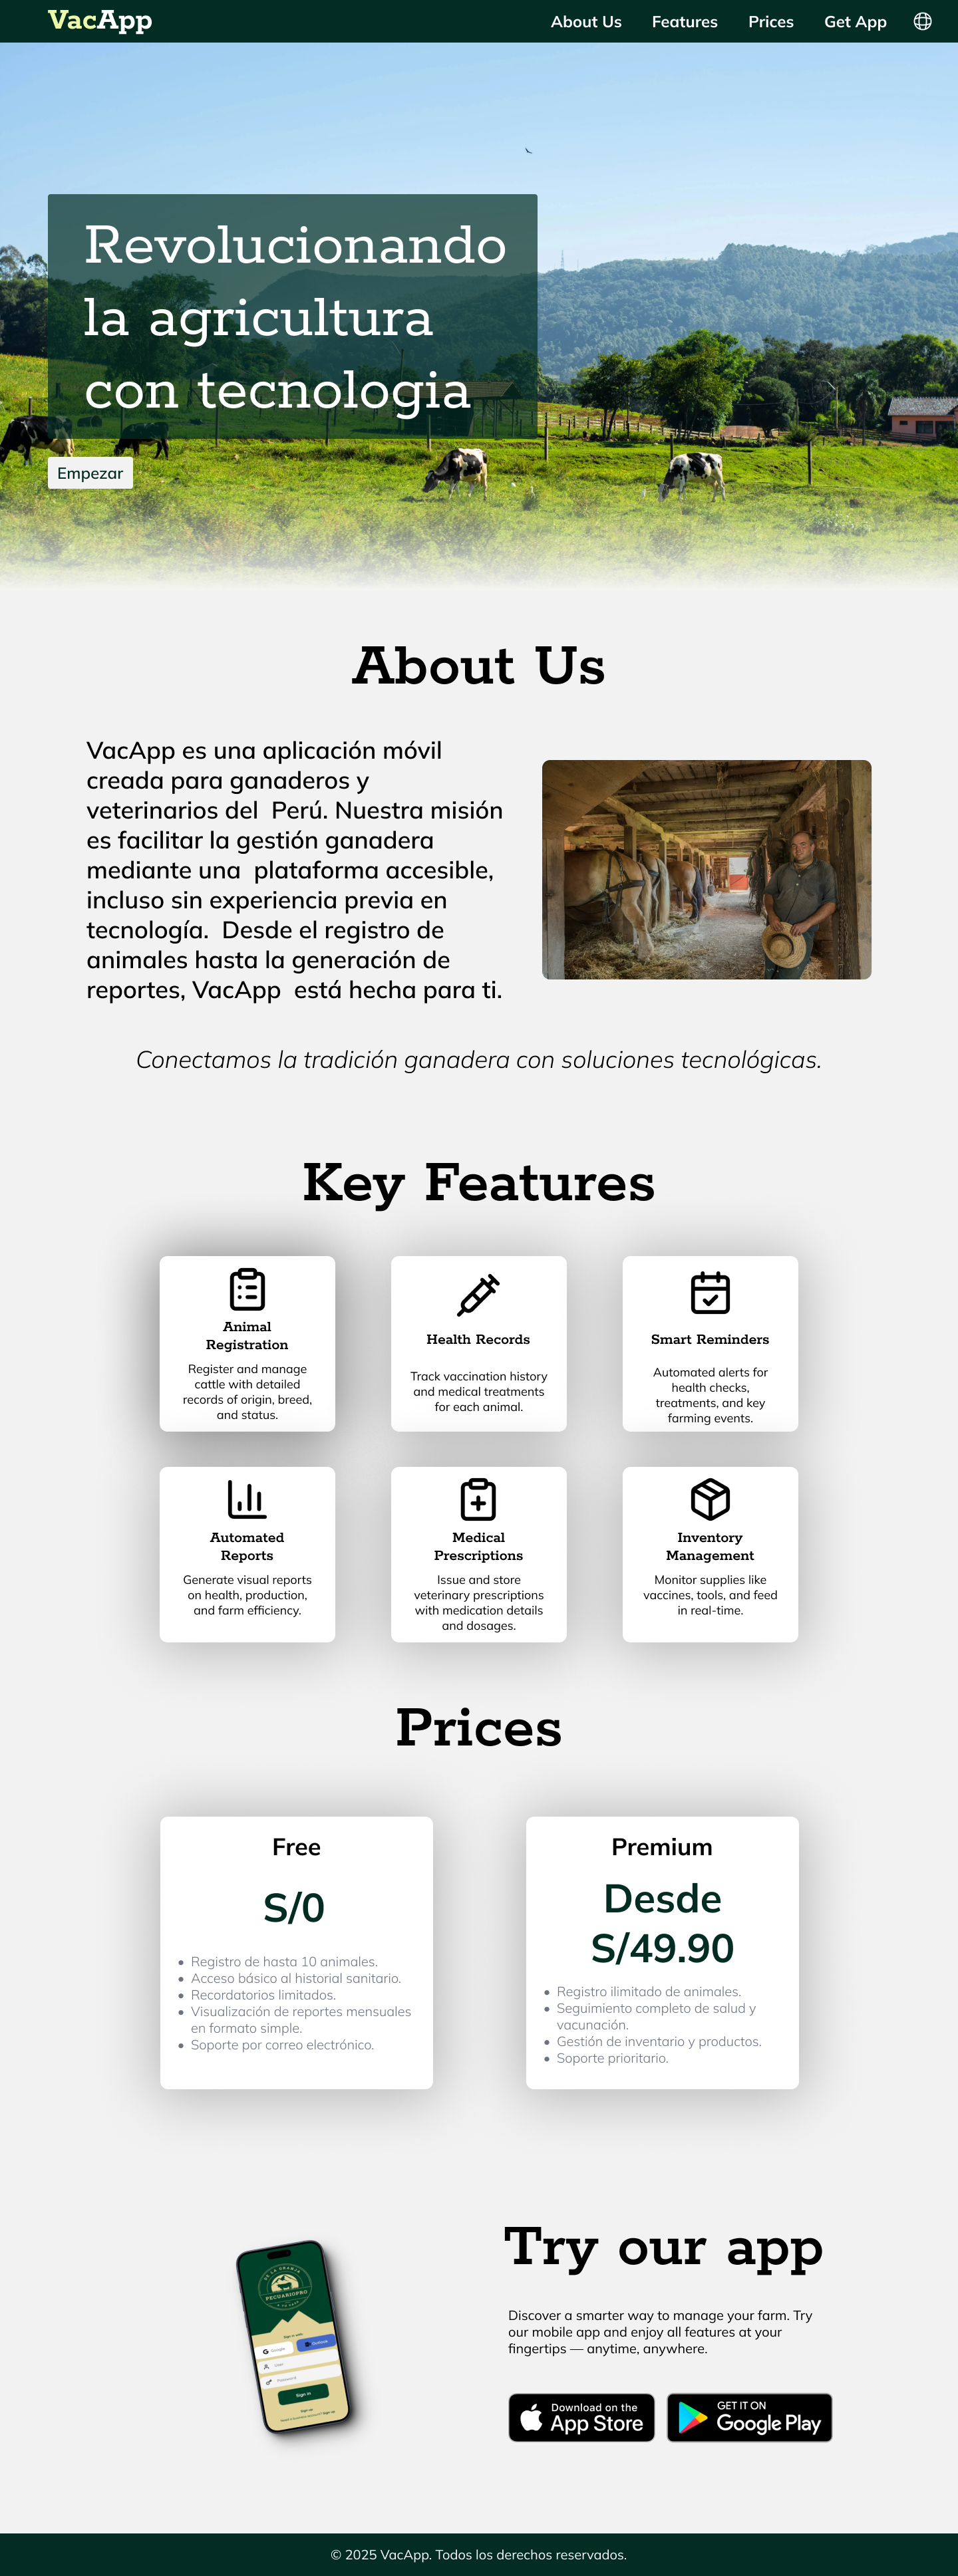 VacApp
About Us
Features
Prices
Get App
Revolucionando
la agricultura
con tecnologia
Empezar
About Us
VacApp es una aplicación móvil
creada para ganaderos y
veterinarios del Perú. Nuestra misión
es facilitar la gestión ganadera
mediante una plataforma accesible,
incluso sin experiencia previa en
tecnología. Desde el registro de
animales hasta la generación de
reportes, VacApp está hecha para ti.
Conectamos la tradición ganadera con soluciones tecnológicas.
Key Features
Animal
Registration
Register and manage
cattle with detailed
records of origin, breed,
and status.
Health Records
Track vaccination history
and medical treatments
for each animal.
Smart Reminders
Automated alerts for
health checks,
treatments, and key
farming events.
Automated
Reports
Generate visual reports
on health, production,
and farm efficiency.
Medical
Prescriptions
Issue and store
veterinary prescriptions
with medication details
and dosages.
Inventory
Management
Monitor supplies like
vaccines, tools, and feed
in real-time.
Prices
Free
S/0
• Registro de hasta 10 animales.
• Acceso básico al historial sanitario.
• Recordatorios limitados.
• Visualización de reportes mensuales
en formato simple.
• Soporte por correo electrónico.
Premium
Desde
S/49.90
• Registro ilimitado de animales.
• Seguimiento completo de salud y
vacunación.
• Gestión de inventario y productos.
• Soporte prioritario.
PECUARIOPRO
Google
Sign in
Try our app
Discover a smarter way to manage your farm. Try
our mobile app and enjoy all features at your
fingertips — anytime, anywhere.
Download on the
App Store
GET IT ON
Google Play
© 2025 VacApp. Todos los derechos reservados.